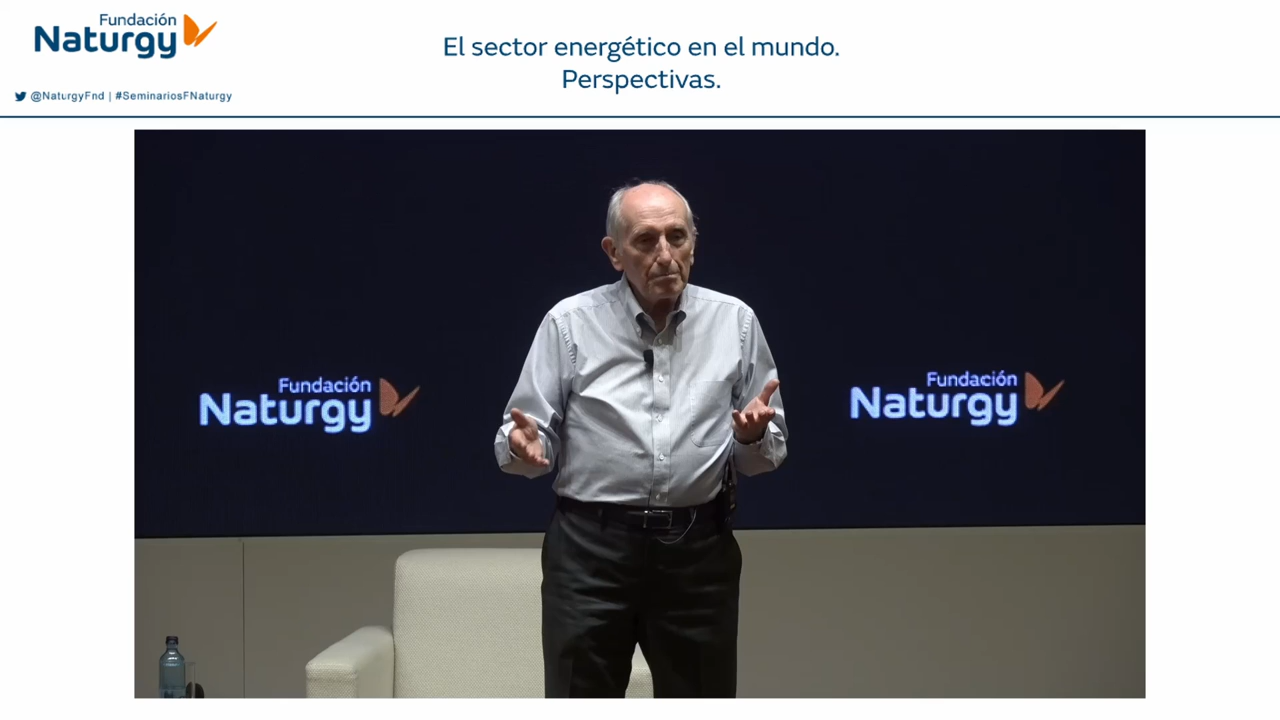 Fundación
Naturgy
@NaturgyFnd | #SeminariosFNaturgy
El sector energético en el mundo.
Perspectivas.
Fundación
Naturgy
Fundación
Naturgy